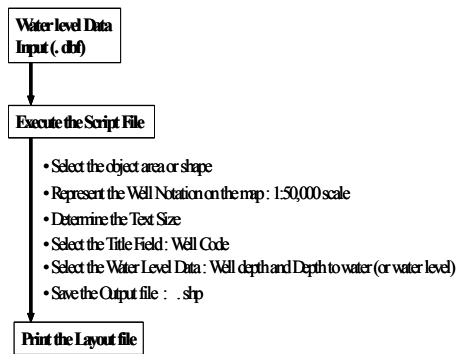 Water level Data
Input (. dbf)
Execute the Script File
• Select the object area or shape
• Represent the Well Notation on the map : 1:50,000 scale
• Determine the Text Size
• Select the Title Field : Well Code
• Select the Water Level Data : Well depth and Depth to water (or water level)
• Save the Output file : . shp
Print the Layout file